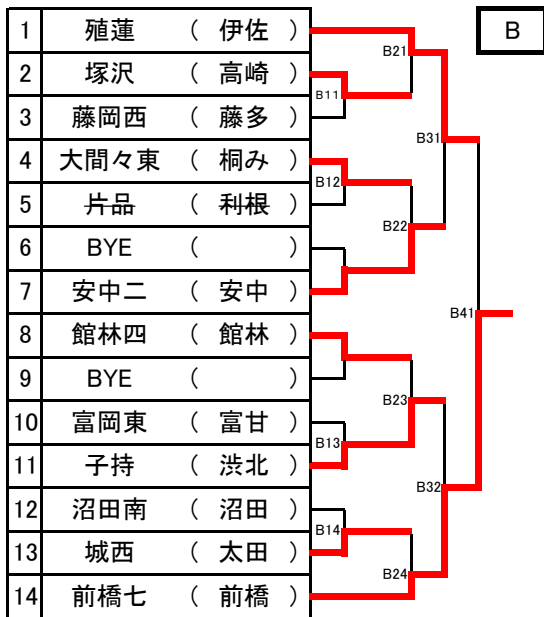 B
1 殖蓮 ( 伊佐 )
2 塚沢 ( 高崎 )
3 藤岡西 ( 藤多 )
4 大間々東 ( 桐み )
5 片品 ( 利根 )
6 BYE ( )
7 安中二 ( 安中 )
8 館林四 ( 館林 )
9 BYE ( )
10 富岡東 ( 富甘 )
11 子持 ( 渋北 )
12 沼田南 ( 沼田 )
13 城西 ( 太田 )
14 前橋七 ( 前橋 )
B11
B12
B13
B14
B21
B22
B23
B24
B31
B32
B41